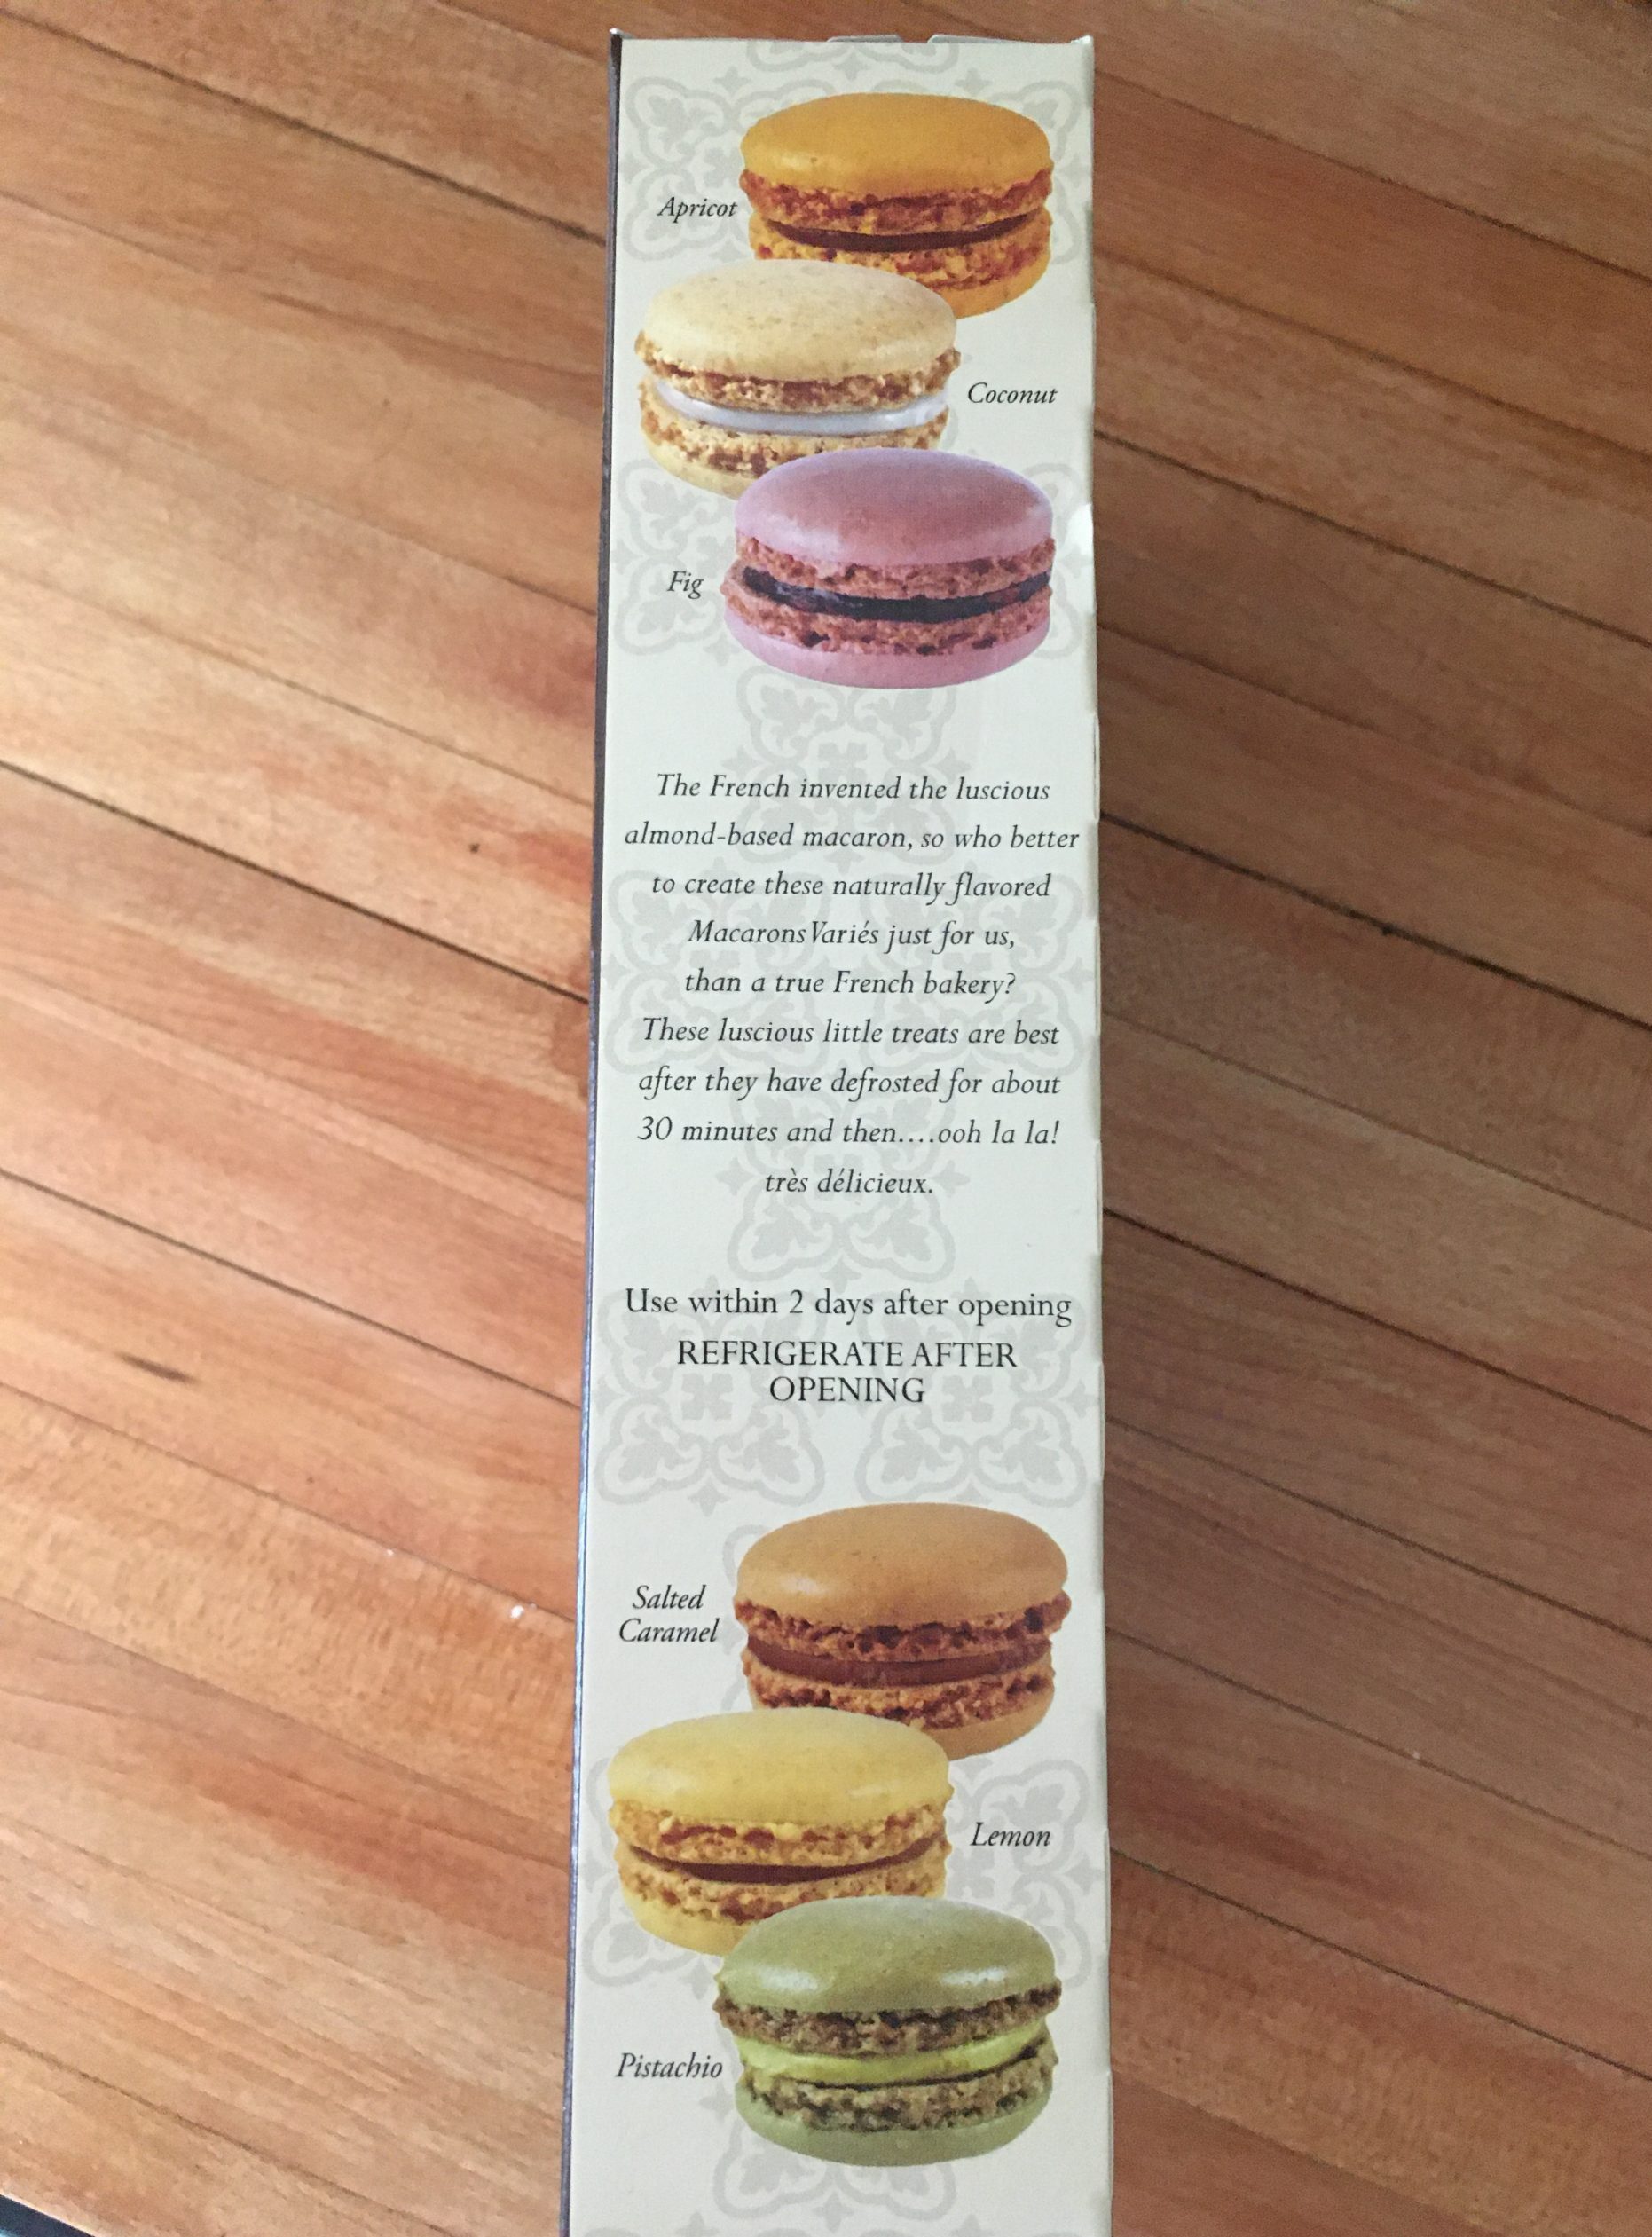 Apricot
Coconut
Fig
The French invented the luscious
almond-based macaron, so who better
to create these naturally flavored
Macarons Variés just for us,
than a true French bakery?
These luscious little treats are best
after they have defrosted for about
30 minutes and then....ooh la la!
très délicieux.
Use within 2 days after opening
REFRIGERATE AFTER
OPENING
Salted
Caramel
Lemon
Pistachio